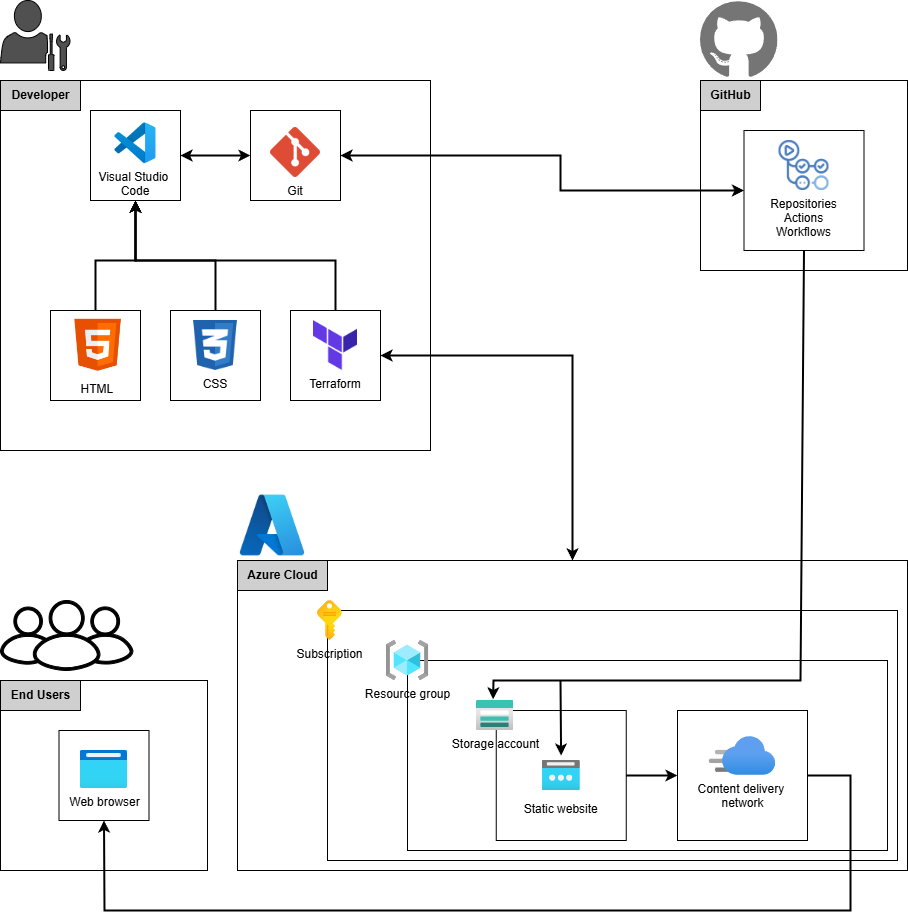 Developer
GitHub
Visual Studio
Code
Git
Repositories
Actions
Workflows
HTML
CSS
Terraform
Azure Cloud
Subscription
Resource group
End Users
Storage account
Web browser
Static website
Content delivery
network